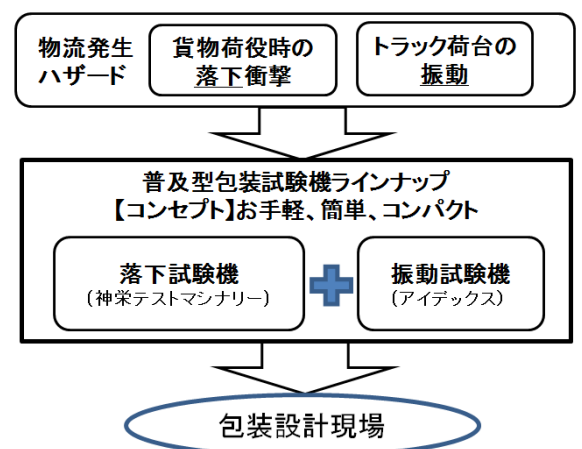 物流発生
ハザード
貨物荷役時の
落下衝撃
トラック荷台の
振動
普及型包装試験機ラインナップ
【コンセプト】お手軽、簡単、コンパクト
落下試験機
(神栄テストマシナリー)
振動試験機
(アイデックス)
包装設計現場